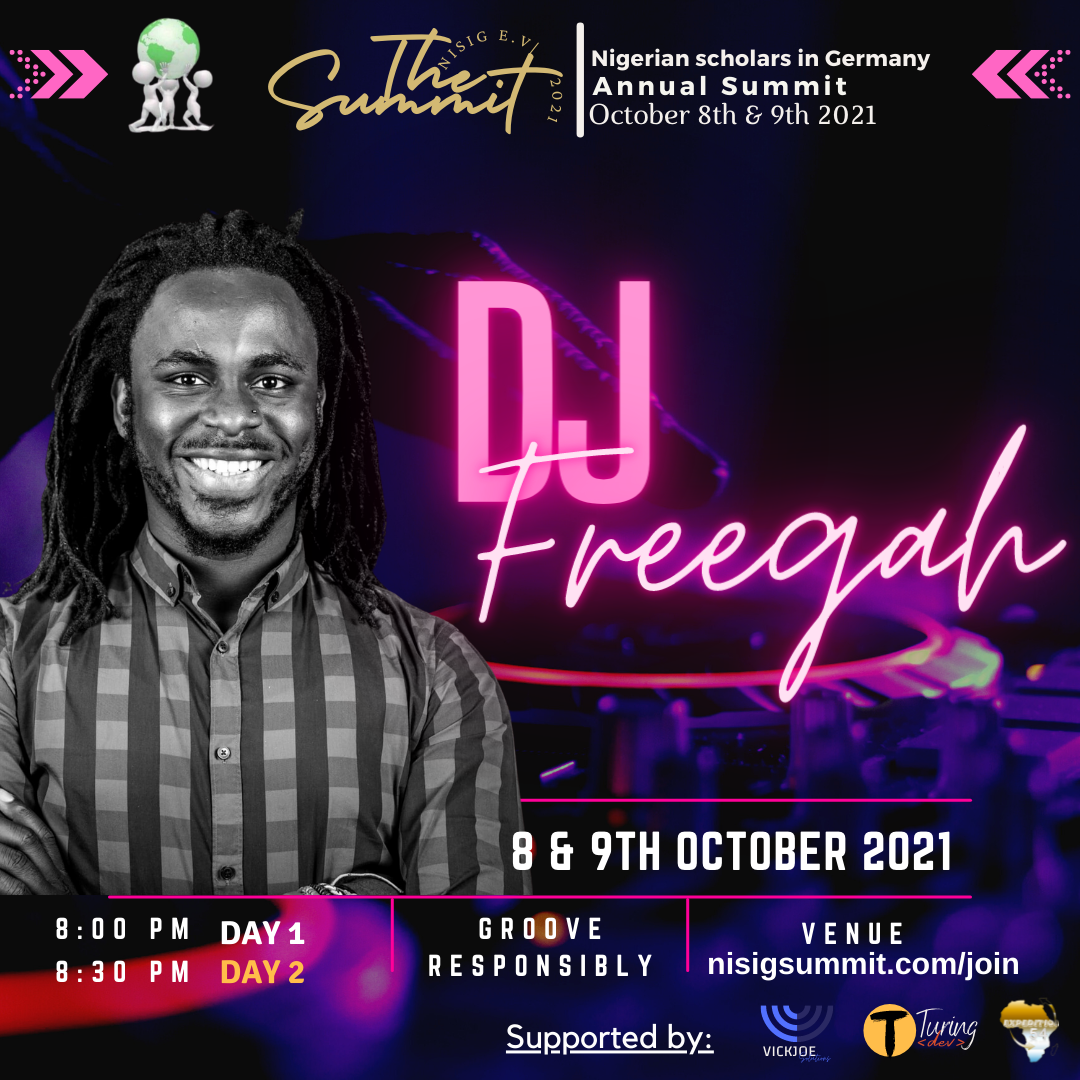 The
Summit
NISIG E.V
2021
Nigerian scholars in Germany
Annual Summit
October 8th & 9th 2021
DJ
Freegah
8 & 9TH OCTOBER 2021
8:00 PM DAY 1
8:30 PM DAY 2
GROOVE
RESPONSIBLY
VENUE
nisigsummit.com/join
Supported by:
VICKJOE
Solutions
T Turing
<dev>